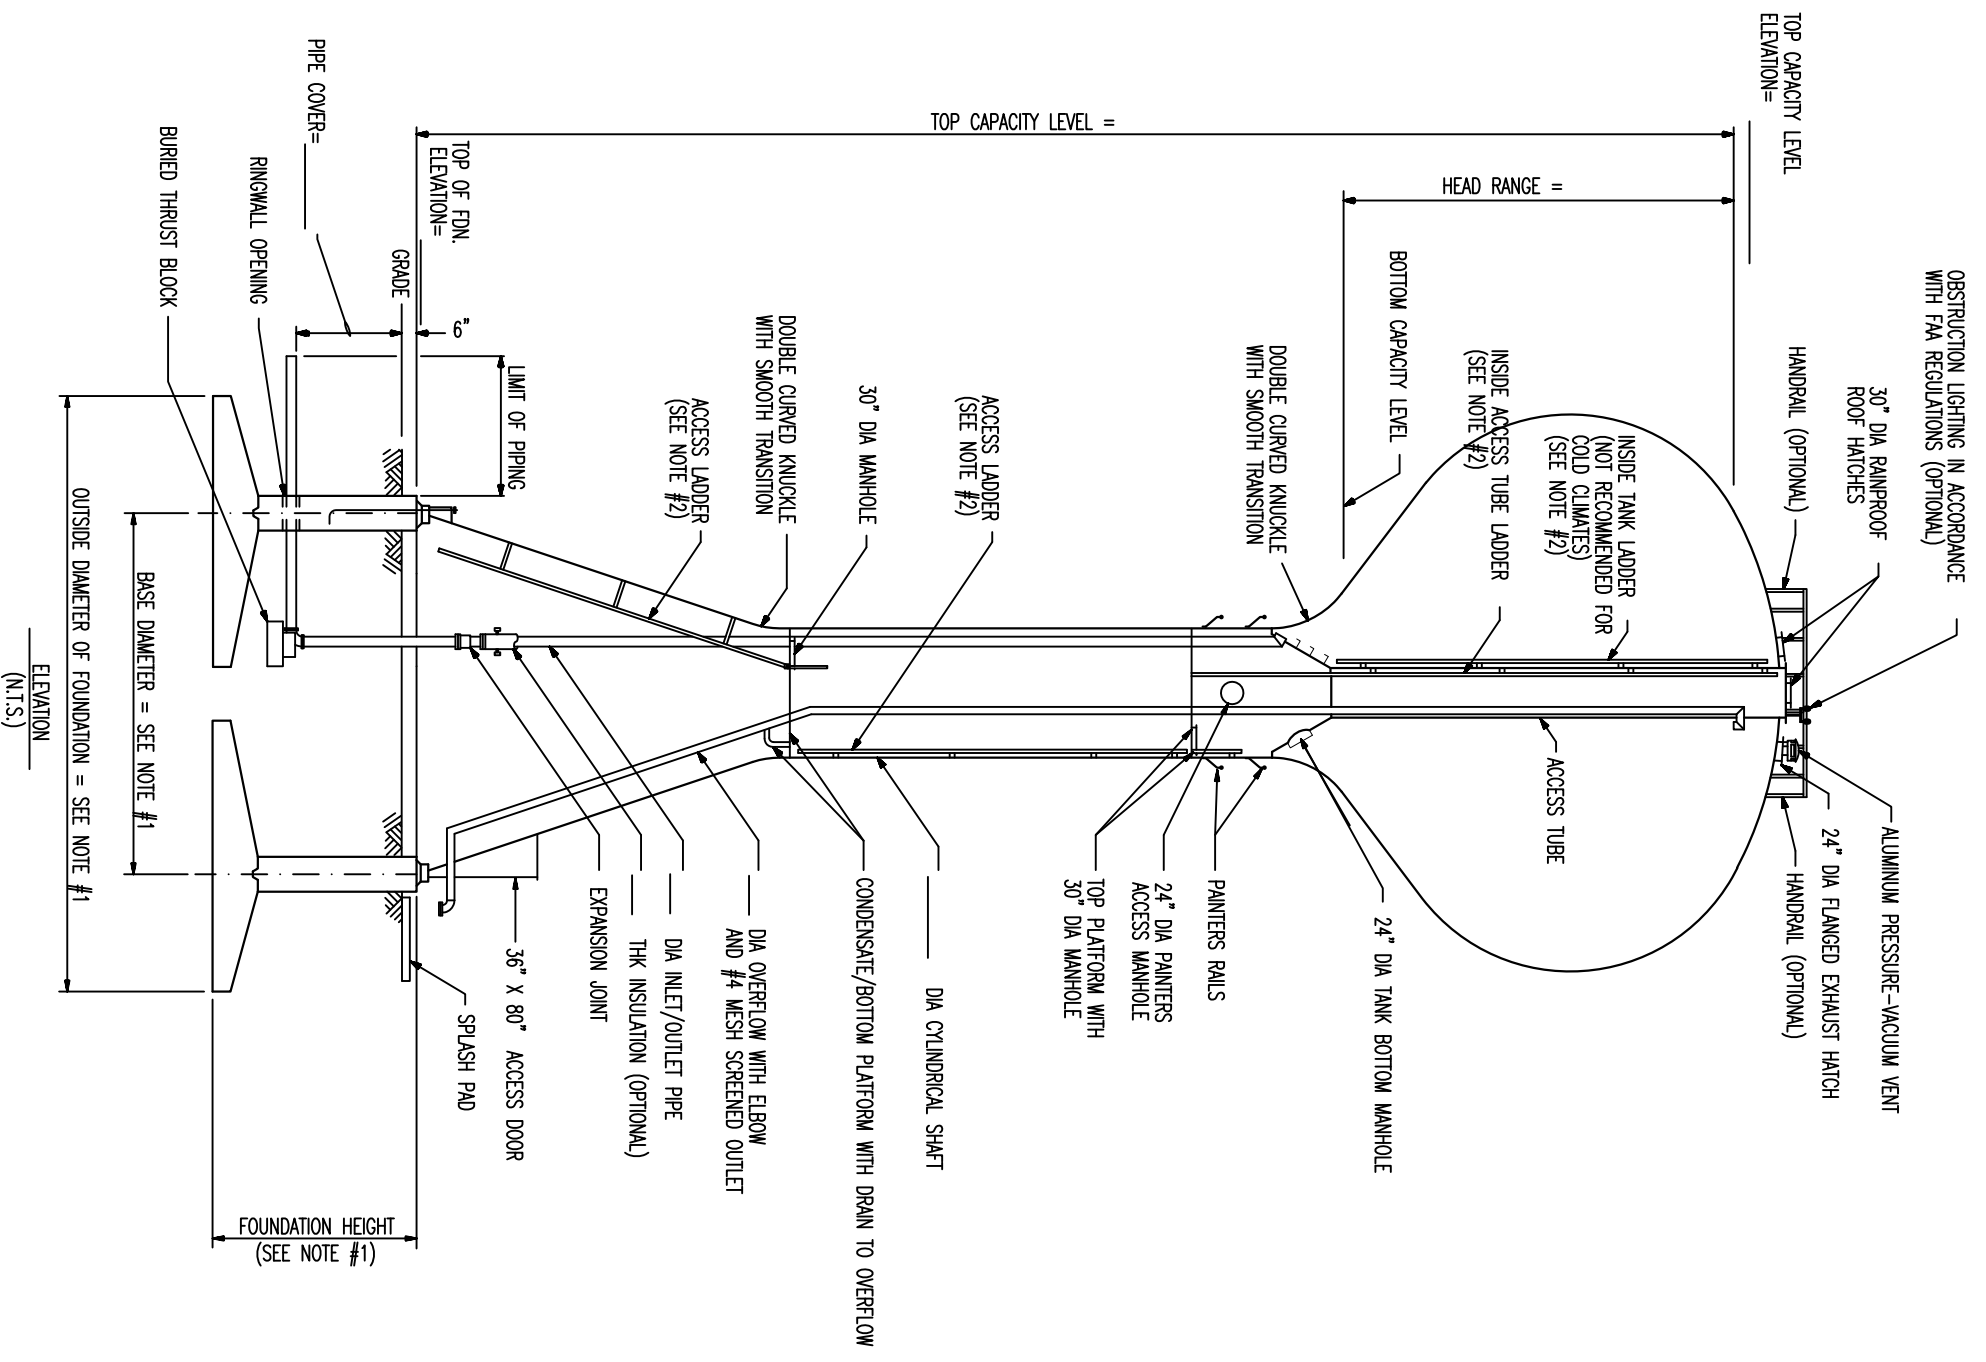 OBSTRUCTION LIGHTING IN ACCORDANCE
WITH FAA REGULATIONS (OPTIONAL)
30" DIA RAINPROOF
ROOF HATCHES
HANDRAIL (OPTIONAL)
TOP CAPACITY LEVEL
ELEVATION=
ALUMINUM PRESSURE-VACUUM VENT
24" DIA FLANGED EXHAUST HATCH
HANDRAIL (OPTIONAL)
INSIDE TANK LADDER
(NOT RECOMMENDED FOR
COLD CLIMATES)
(SEE NOTE #2)
INSIDE ACCESS TUBE LADDER
(SEE NOTE #2)
ACCESS TUBE
HEAD RANGE =
BOTTOM CAPACITY LEVEL
24" DIA TANK BOTTOM MANHOLE
DOUBLE CURVED KNUCKLE
WITH SMOOTH TRANSITION
PAINTERS RAILS
24" DIA PAINTERS
ACCESS MANHOLE
TOP PLATFORM WITH
30" DIA MANHOLE
TOP CAPACITY LEVEL =
ACCESS LADDER
(SEE NOTE #2)
DIA CYLINDRICAL SHAFT
30" DIA MANHOLE
CONDENSATE/BOTTOM PLATFORM WITH DRAIN TO OVERFLOW
DOUBLE CURVED KNUCKLE
WITH SMOOTH TRANSITION
DIA OVERFLOW WITH ELBOW
AND #4 MESH SCREENED OUTLET
ACCESS LADDER
(SEE NOTE #2)
DIA INLET/OUTLET PIPE
THK INSULATION (OPTIONAL)
EXPANSION JOINT
LIMIT OF PIPING
36" X 80" ACCESS DOOR
TOP OF FDN.
ELEVATION=
6"
SPLASH PAD
GRADE
PIPE COVER=
RINGWALL OPENING
BURIED THRUST BLOCK
FOUNDATION HEIGHT
(SEE NOTE #1)
BASE DIAMETER = SEE NOTE #1
OUTSIDE DIAMETER OF FOUNDATION = SEE NOTE #1
ELEVATION
(N.T.S.)